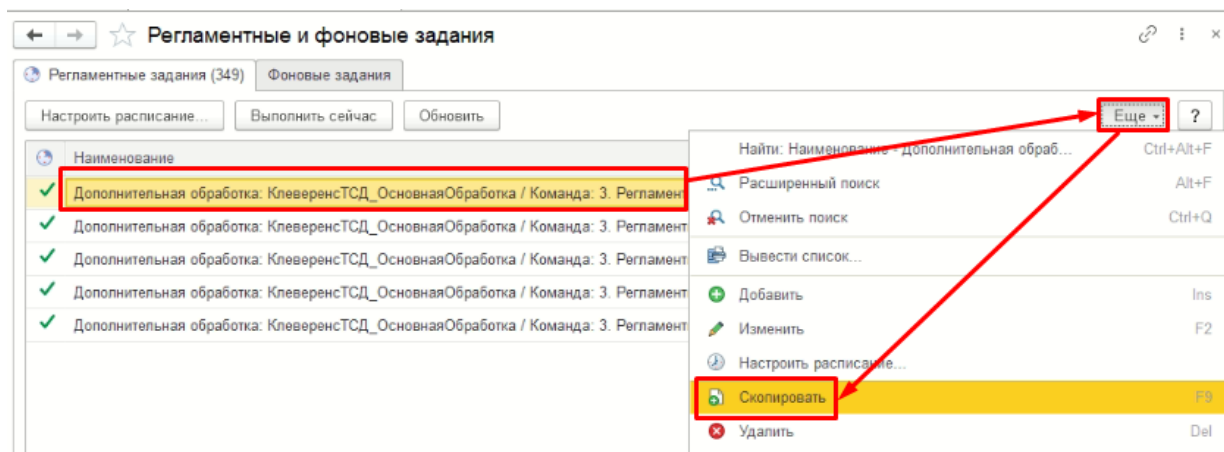 Регламентные и фоновые задания
Регламентные задания (349) Фоновые задания
Настроить расписание... Выполнить сейчас Обновить Еще ?
Наименование
Дополнительная обработка: КлеверенсТСД_ОсновнаяОбработка / Команда: 3. Регламент
Дополнительная обработка: КлеверенсТСД_ОсновнаяОбработка / Команда: 3. Регламент
Дополнительная обработка: КлеверенсТСД_ОсновнаяОбработка / Команда: 3. Регламент
Дополнительная обработка: КлеверенсТСД_ОсновнаяОбработка / Команда: 3. Регламент
Дополнительная обработка: КлеверенсТСД_ОсновнаяОбработка / Команда: 3. Регламент
Найти: Наименование - Дополнительная обраб... Ctrl+Alt+F
Расширенный поиск Alt+F
Отменить поиск Ctrl+Q
Вывести список...
Добавить Ins
Изменить F2
Настроить расписание...
Скопировать F9
Удалить Del